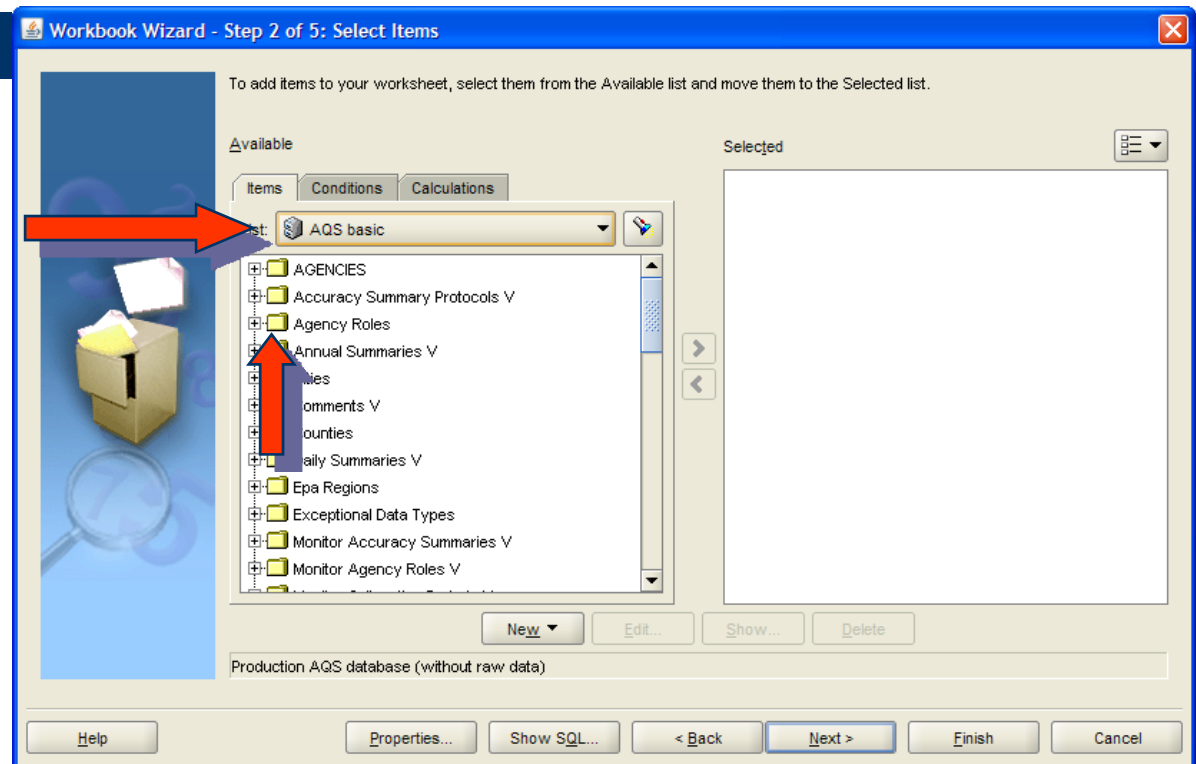 Workbook Wizard - Step 2 of 5: Select Items
To add items to your worksheet, select them from the Available list and move them to the Selected list.
Available
Selected
Items Conditions Calculations
AQS basic
AGENCIES
Accuracy Summary Protocols V
Agency Roles
Annual Summaries V
Epa Regions
Exceptional Data Types
Monitor Accuracy Summaries V
Monitor Agency Roles V
New Edit... Show... Delete
Production AQS database (without raw data)
Help Properties... Show SQL... < Back Next > Finish Cancel